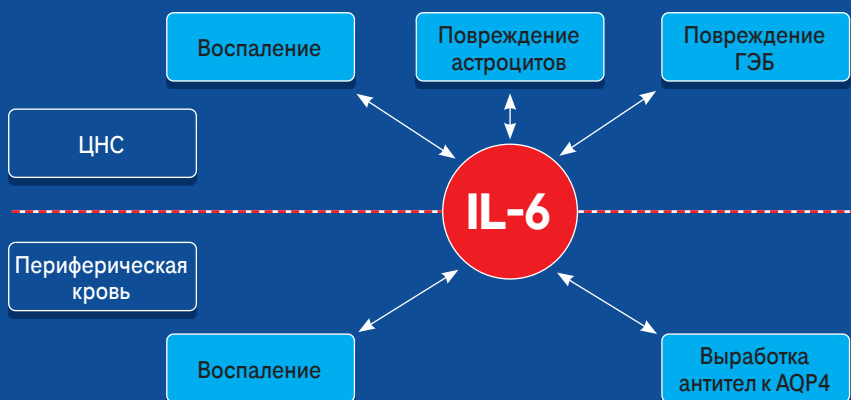 Воспаление
Повреждение
астроцитов
Повреждение
ГЭБ
ЦНС
IL-6
Периферическая
кровь
Воспаление
Выработка
антител к AQP4